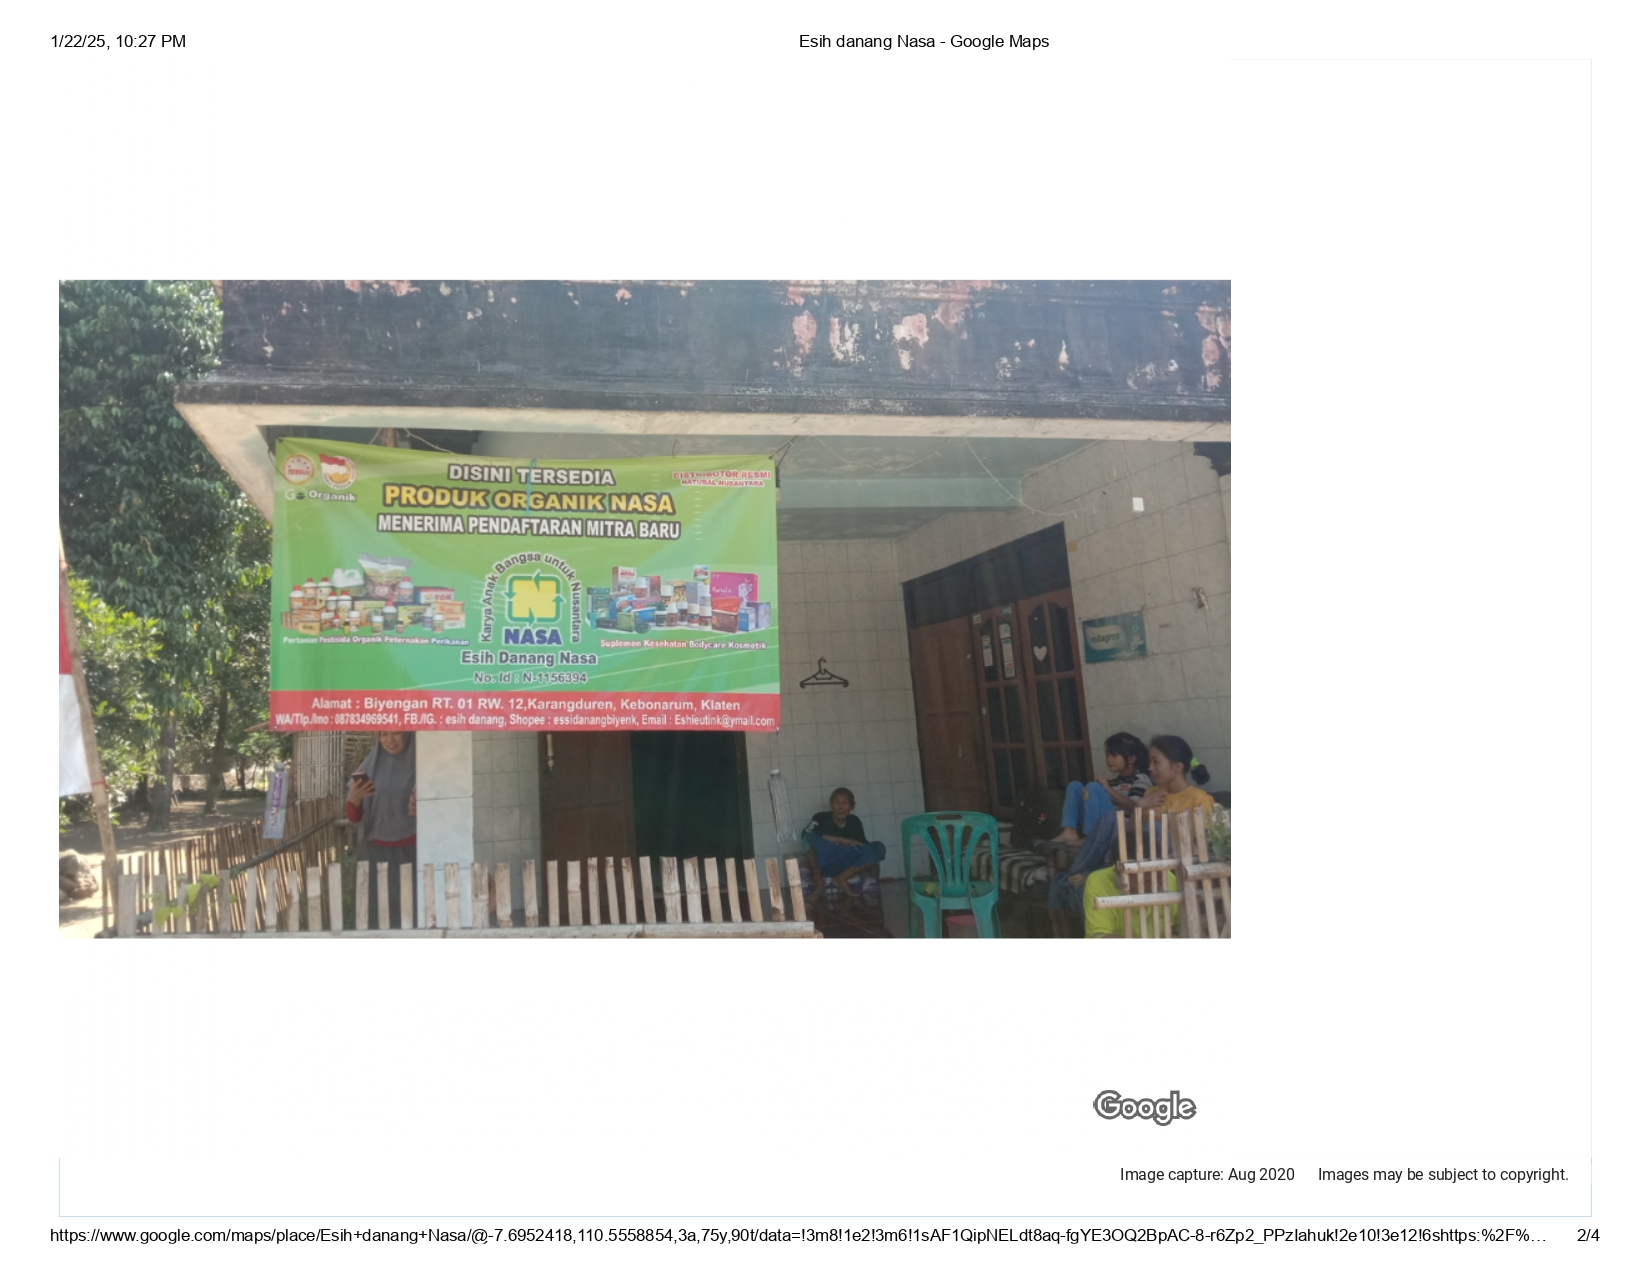 1/22/25, 10:27 PM
Esih danang Nasa - Google Maps
DISINI TERSEDIA
DISTRIBUTOR RESMI
NATURAL NUSANTARA
PRODUK ORGANIK NASA
Go Organik
MENERIMA PENDAFTARAN MITRA BARU
Karya Anak Bangsa untuk Nusantara
NASA
Pertanian Pestisida Organik Peternakan Perikanan
Suplemen Kesehatan Bodycare Kosmetik
Esih Danang Nasa
No. Id : N-1156394
Alamat : Biyengan RT. 01 RW. 12,Karangduren, Kebonarum, Klaten
WA/Tlp./Imo : 087834969541, FB./IG. : esih danang, Shopee : essidanangbiyenk, Email : Eshieutink@ymail.com
milagros
Google
Image capture: Aug 2020
Images may be subject to copyright.
https://www.google.com/maps/place/Esih+danang+Nasa/@-7.6952418,110.5558854,3a,75y,90t/data=!3m8!1e2!3m6!1sAF1QipNELdt8aq-fgYE3OQ2BpAC-8-r6Zp2_PPzIahuk!2e10!3e12!6shttps:%2F%…
2/4